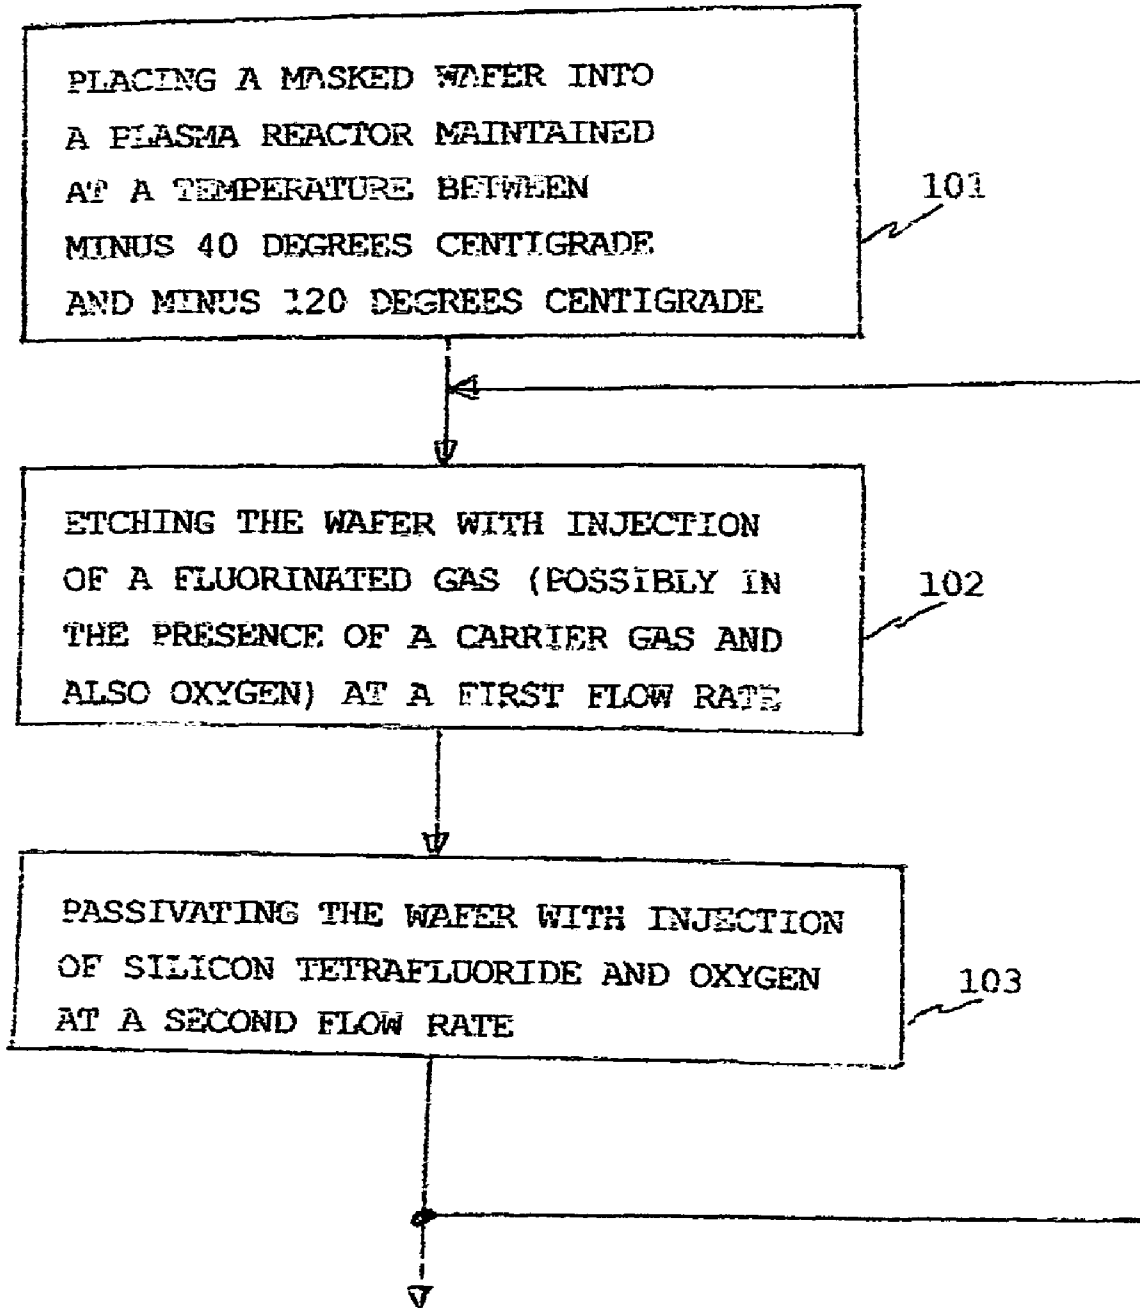 PLACING A MASKED WAFER INTO
A PLASMA REACTOR MAINTAINED
AT A TEMPERATURE BETWEEN
MINUS 40 DEGREES CENTIGRADE
AND MINUS 120 DEGREES CENTIGRADE
101
ETCHING THE WAFER WITH INJECTION
OF A FLUORINATED GAS (POSSIBLY IN
THE PRESENCE OF A CARRIER GAS AND
ALSO OXYGEN) AT A FIRST FLOW RATE
102
PASSIVATING THE WAFER WITH INJECTION
OF SILICON TETRAFLUORIDE AND OXYGEN
AT A SECOND FLOW RATE
103